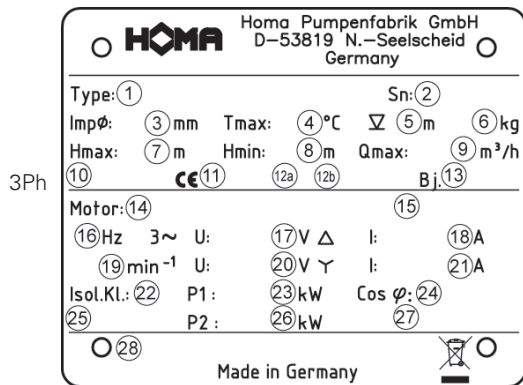 HOMA Homa Pumpenfabrik GmbH
D-53819 N.-Seelscheid
Germany
Type: 1 Sn: 2
ImpØ: 3 mm Tmax: 4 °C 5 m 6 kg
Hmax: 7 m Hmin: 8 m Qmax: 9 m³/h
3Ph
10 CE 11 12a 12b Bj. 13
Motor: 14 15
16 Hz 3~ U: 17 V △ I: 18 A
19 min⁻¹ U: 20 V Y I: 21 A
Isol.Kl.: 22 P1: 23 kW Cos φ: 24
25 P2: 26 kW 27
28
Made in Germany